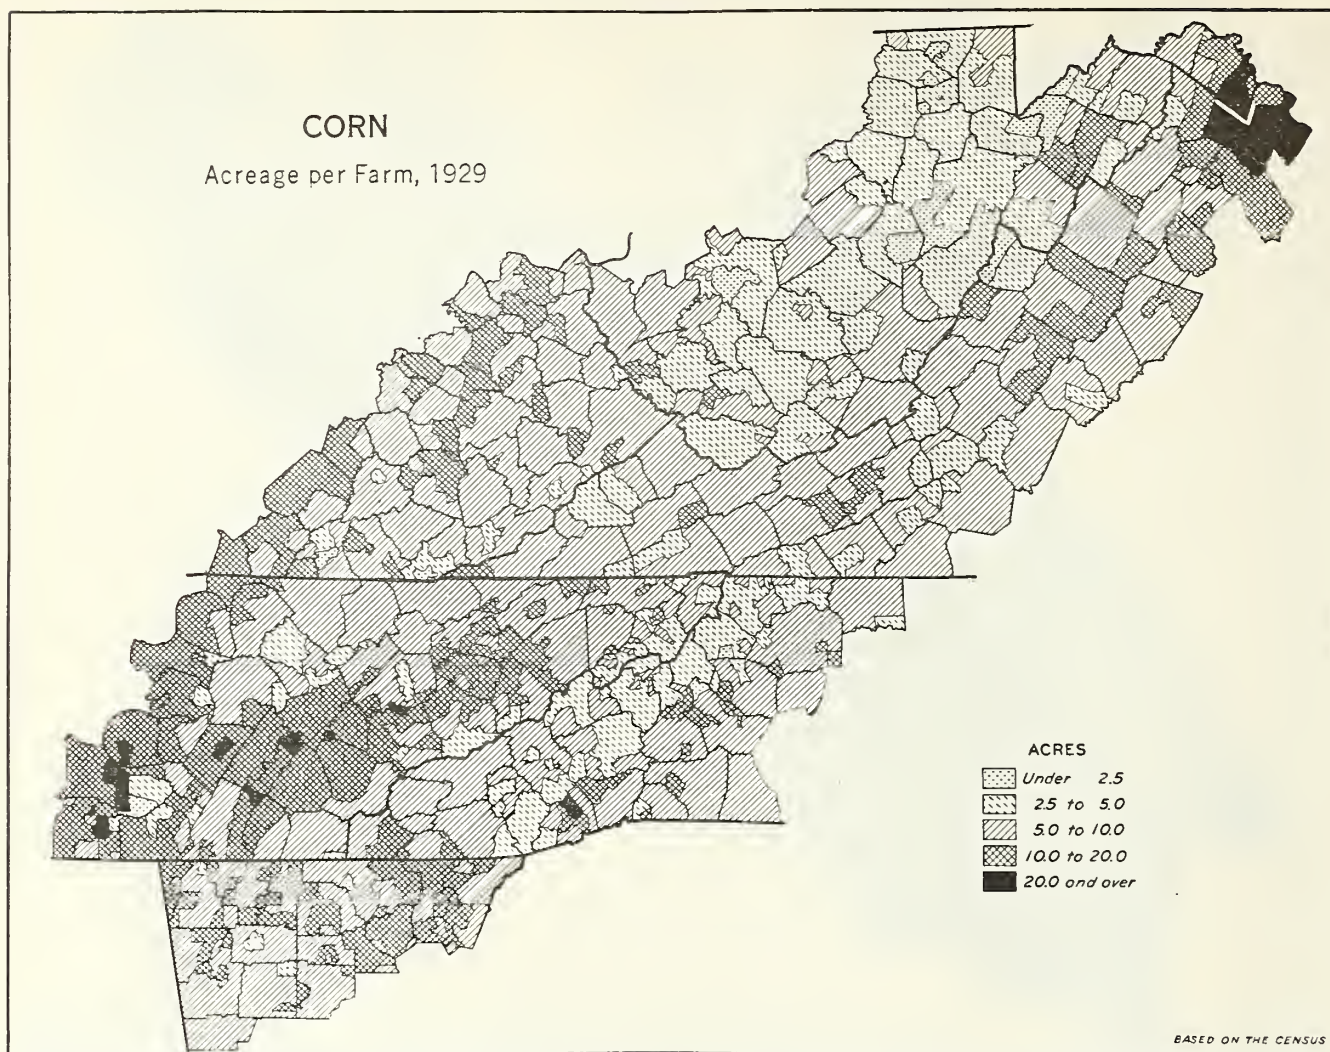 CORN
Acreage per Farm, 1929
ACRES
Under 2.5
2.5 to 5.0
5.0 to 10.0
10.0 to 20.0
20.0 and over
BASED ON THE CENSUS